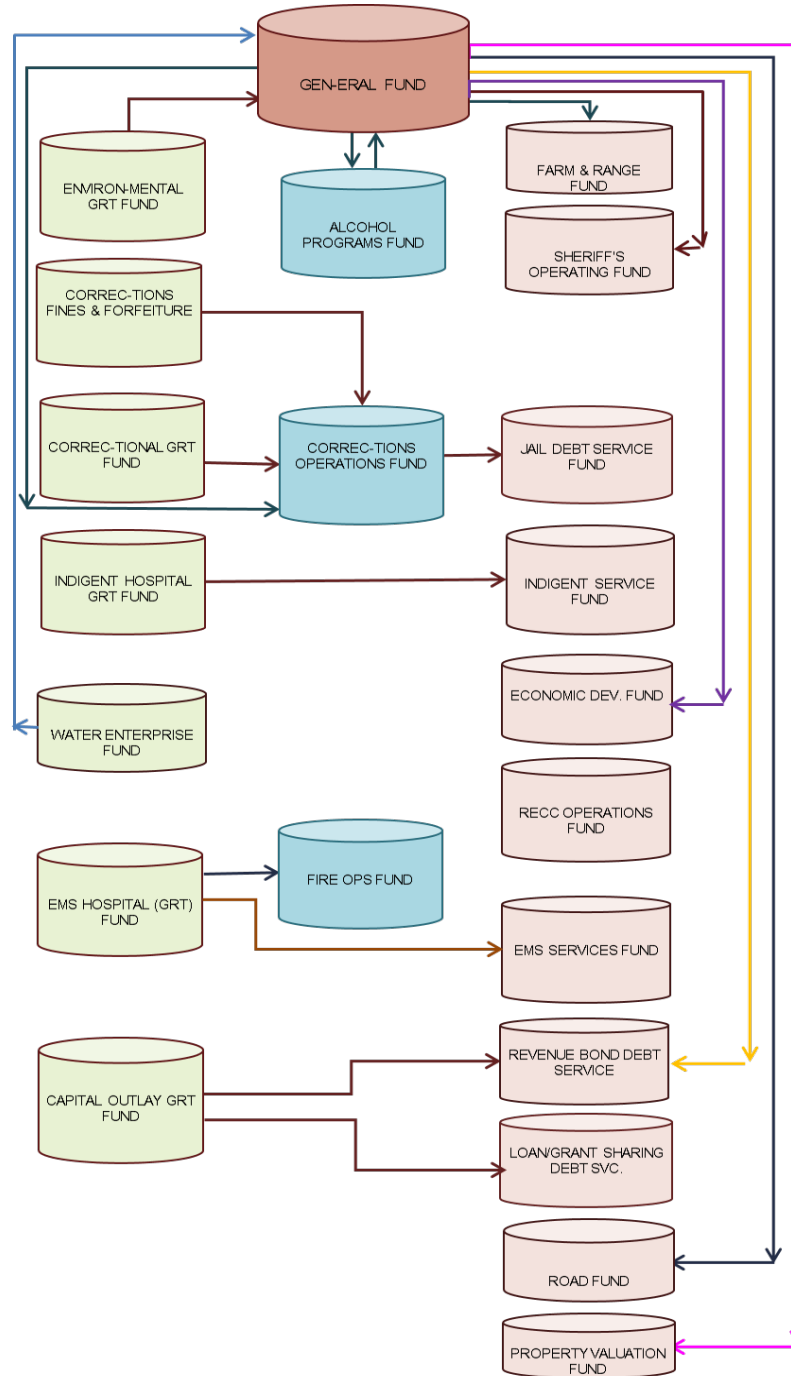 GEN-ERAL FUND
ENVIRON-MENTAL
GRT FUND
ALCOHOL
PROGRAMS FUND
FARM & RANGE
FUND
SHERIFF'S
OPERATING FUND
CORREC-TIONS
FINES & FORFEITURE
CORREC-TIONAL GRT
FUND
CORREC-TIONS
OPERATIONS FUND
JAIL DEBT SERVICE
FUND
INDIGENT HOSPITAL
GRT FUND
INDIGENT SERVICE
FUND
WATER ENTERPRISE
FUND
ECONOMIC DEV. FUND
RECC OPERATIONS
FUND
EMS HOSPITAL (GRT)
FUND
FIRE OPS FUND
EMS SERVICES FUND
CAPITAL OUTLAY GRT
FUND
REVENUE BOND DEBT
SERVICE
LOAN/GRANT SHARING
DEBT SVC.
ROAD FUND
PROPERTY VALUATION
FUND